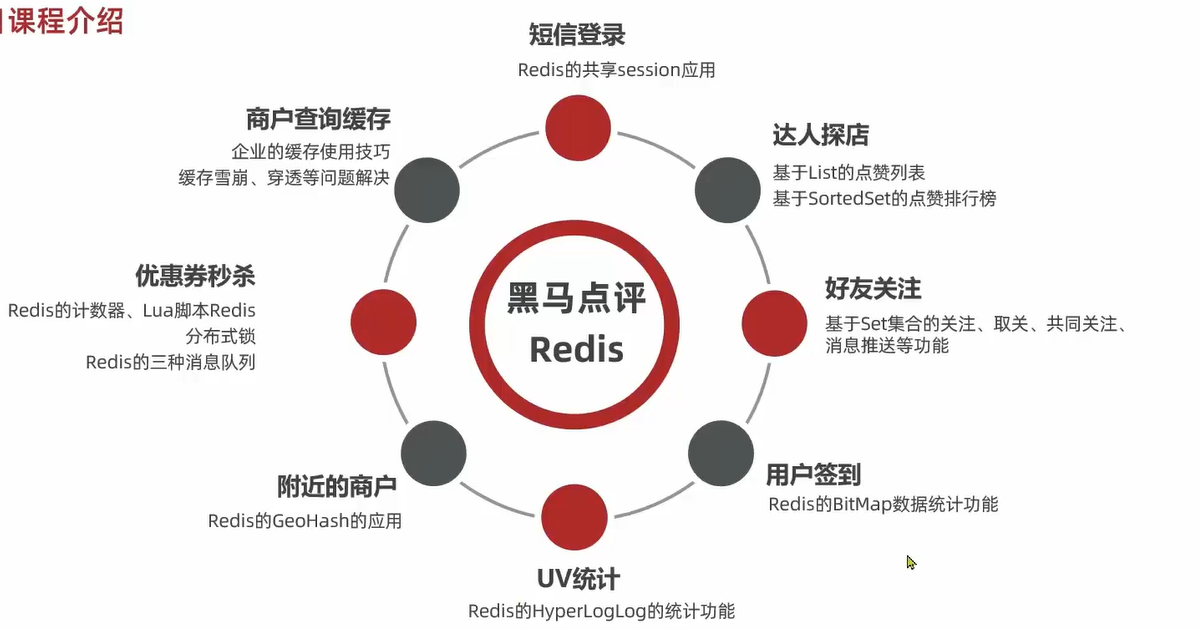 课程介绍
短信登录
Redis的共享session应用
商户查询缓存
企业的缓存使用技巧
缓存雪崩、穿透等问题解决
达人探店
基于List的点赞列表
基于SortedSet的点赞排行榜
优惠券秒杀
Redis的计数器、Lua脚本Redis
分布式锁
Redis的三种消息队列
黑马点评
Redis
好友关注
基于Set集合的关注、取关、共同关注、
消息推送等功能
附近的商户
Redis的GeoHash的应用
用户签到
Redis的BitMap数据统计功能
UV统计
Redis的HyperLogLog的统计功能